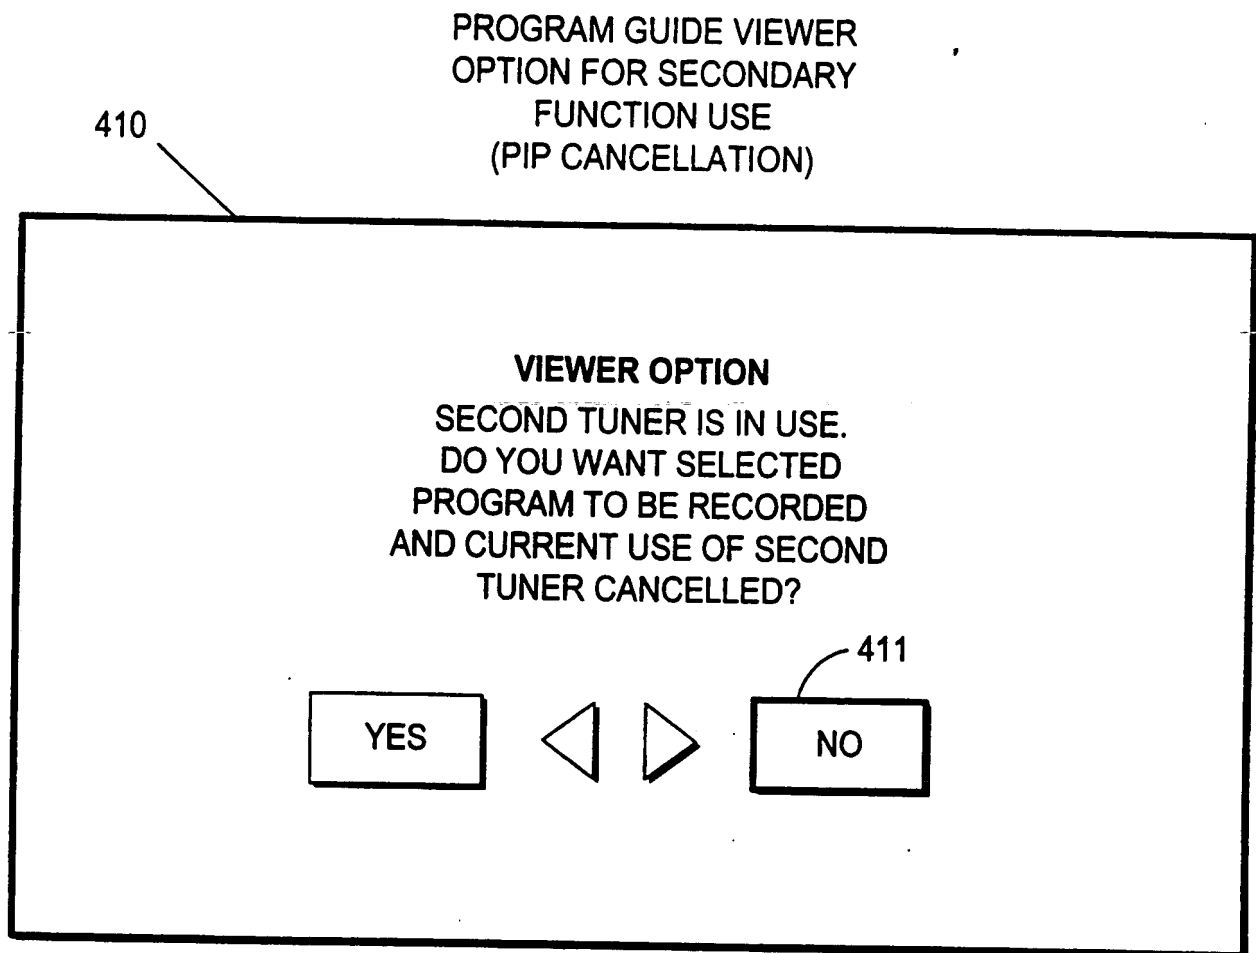 PROGRAM GUIDE VIEWER
OPTION FOR SECONDARY
FUNCTION USE
(PIP CANCELLATION)
410
VIEWER OPTION
SECOND TUNER IS IN USE.
DO YOU WANT SELECTED
PROGRAM TO BE RECORDED
AND CURRENT USE OF SECOND
TUNER CANCELLED?
411
YES
NO